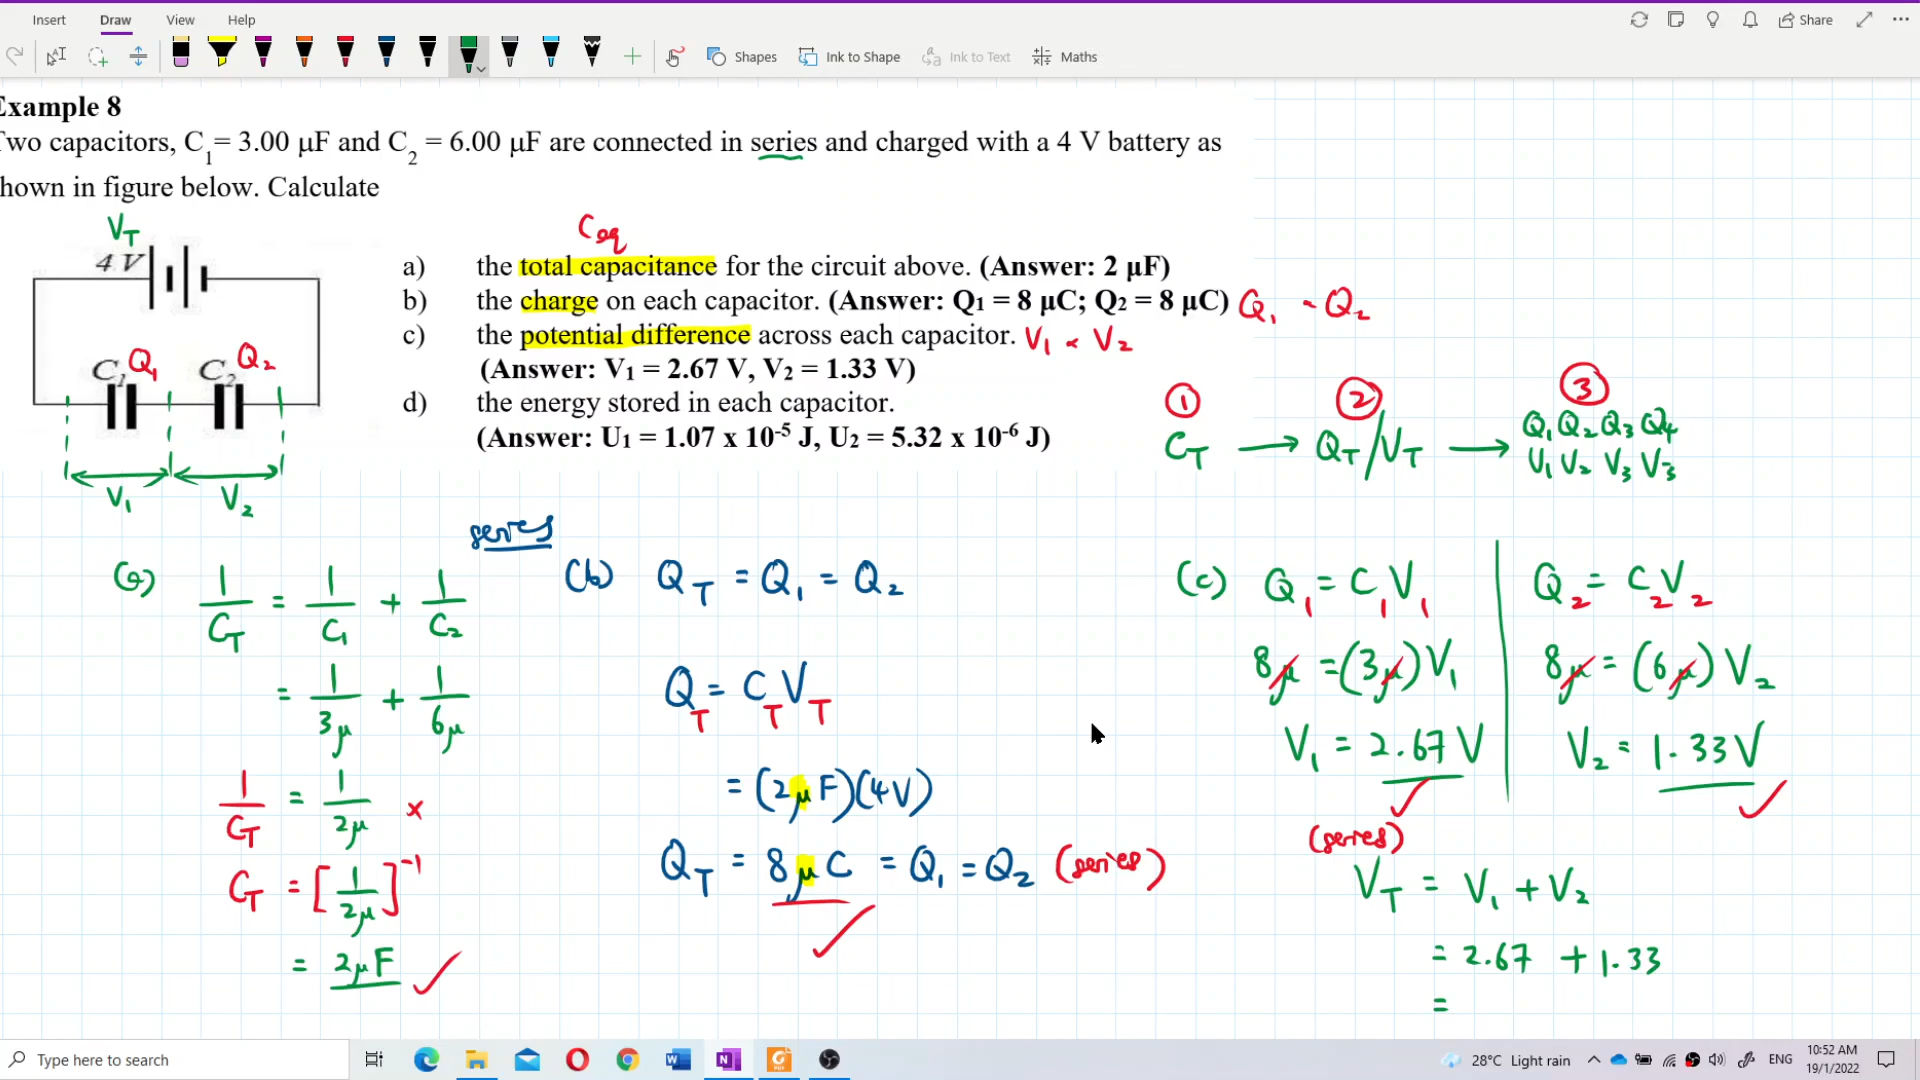 Insert Draw View Help Share
Shapes Ink to Shape Ink to Text Maths
Example 8
Two capacitors, C1= 3.00 μF and C2 = 6.00 μF are connected in series and charged with a 4 V battery as
hown in figure below. Calculate
VT
4 V
C1 Q1 C2 Q2
V1 V2
Ceq
a) the total capacitance for the circuit above. (Answer: 2 μF)
b) the charge on each capacitor. (Answer: Q1 = 8 μC; Q2 = 8 μC) Q1 Q2
c) the potential difference across each capacitor. V1 V2
(Answer: V1 = 2.67 V, V2 = 1.33 V)
d) the energy stored in each capacitor.
(Answer: U1 = 1.07 x 10-5 J, U2 = 5.32 x 10-6 J)
1 2 3
CT → QT/VT → Q1 Q2 Q3 Q4
V1 V2 V3 V3
series
(a) 1/CT = 1/C1 + 1/C2
= 1/3μ + 1/6μ
1/CT = 1/2μ ×
CT = [1/2μ]-1
= 2μF ✓
(b) QT = Q1 = Q2
QT = CT VT
= (2μF)(4V)
QT = 8μC = Q1 = Q2 (series)
✓
(c) Q1 = C1V1
8μ = (3μ)V1
V1 = 2.67 V
✓
Q2 = C2V2
8μ = (6μ)V2
V2 = 1.33V
✓
(series)
VT = V1 + V2
= 2.67 + 1.33
=
Type here to search
28°C Light rain ENG 10:52 AM
19/1/2022